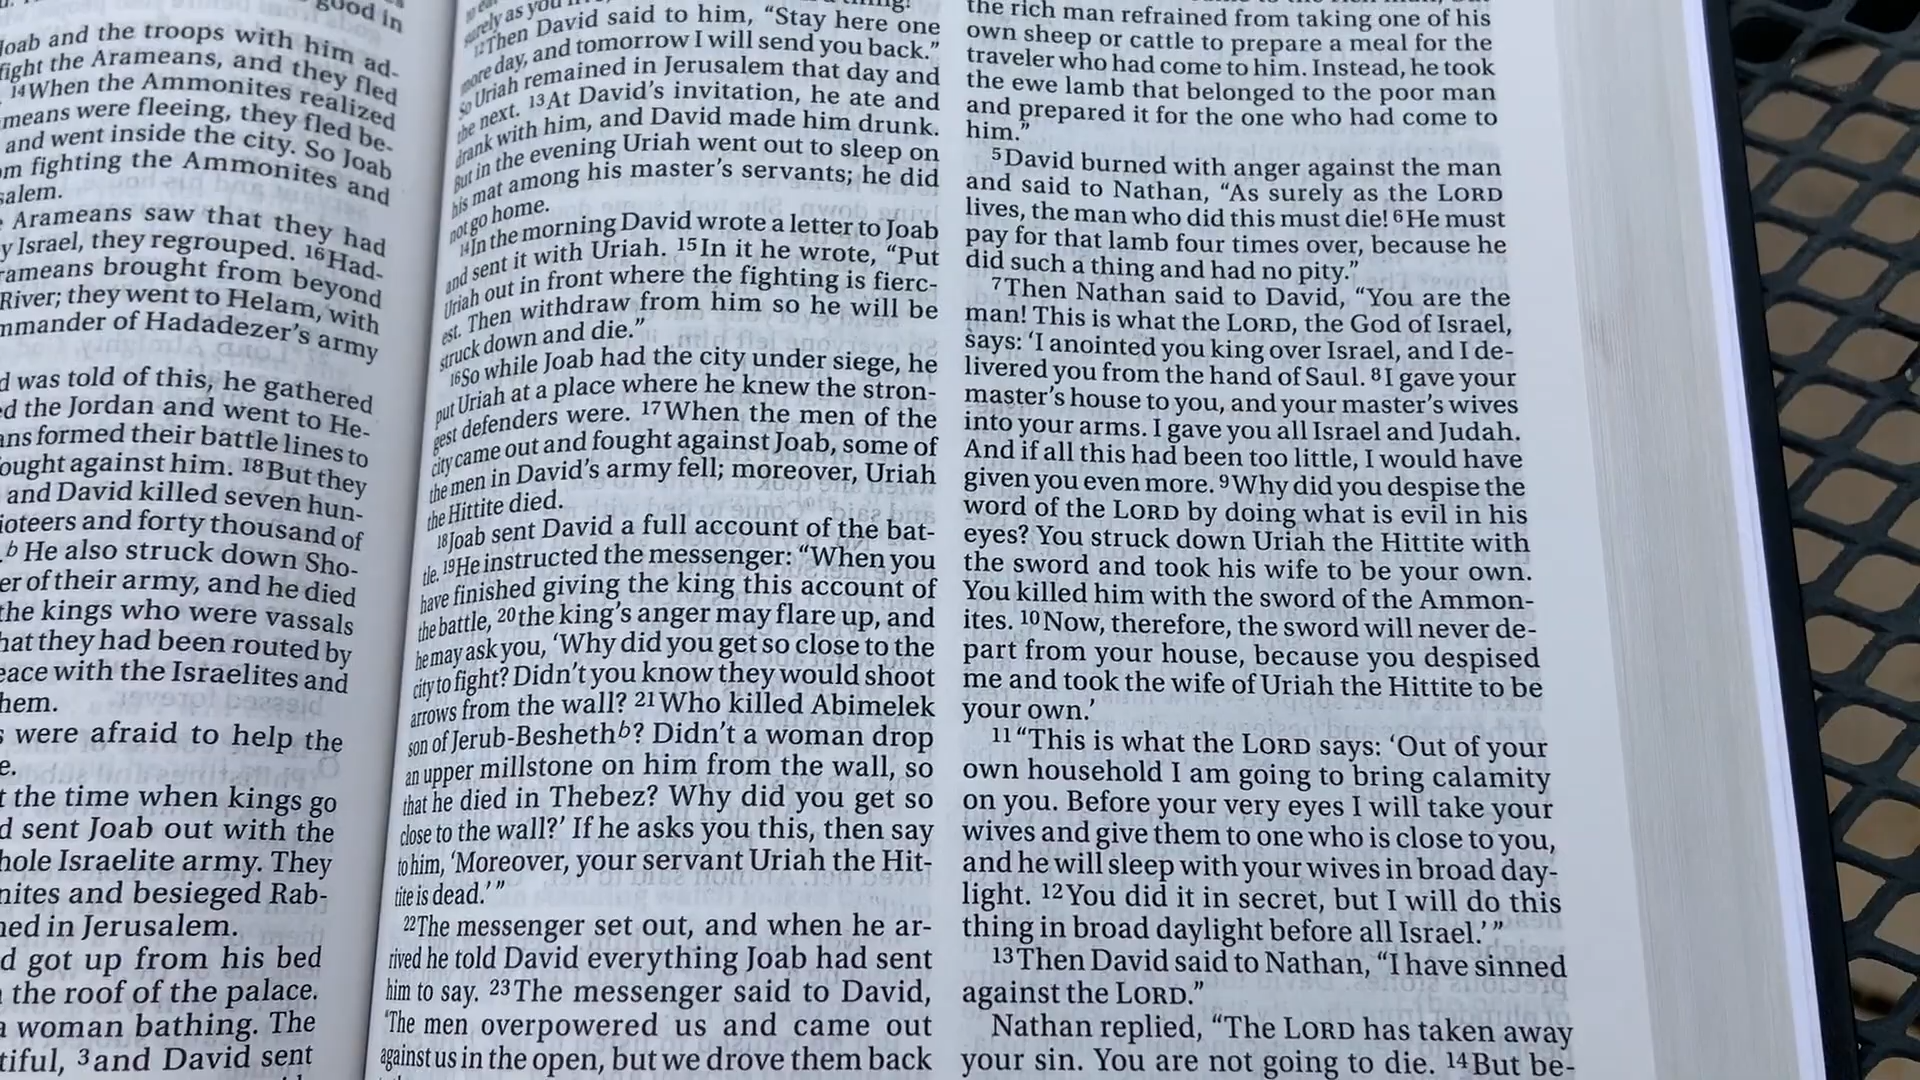 good in
Joab and the troops with him ad-
fight the Arameans, and they fled
14When the Ammonites realized
means were fleeing, they fled be-
and went inside the city. So Joab
m fighting the Ammonites and
salem.
Arameans saw that they had
y Israel, they regrouped. 16Had-
rameans brought from beyond
River; they went to Helam, with
mmander of Hadadezer's army
d was told of this, he gathered
ed the Jordan and went to He-
ans formed their battle lines to
ought against him. 18But they
and David killed seven hun-
ioteers and forty thousand of
b He also struck down Sho-
er of their army, and he died
the kings who were vassals
hat they had been routed by
eace with the Israelites and
hem.
s were afraid to help the
e.
t the time when kings go
d sent Joab out with the
hole Israelite army. They
nites and besieged Rab-
ned in Jerusalem.
d got up from his bed
the roof of the palace.
a woman bathing. The
tiful, 3and David sent
surely as you
12Then David said to him, “Stay here one
more day, and tomorrow I will send you back.”
So Uriah remained in Jerusalem that day and
the next. 13At David’s invitation, he ate and
drank with him, and David made him drunk.
But in the evening Uriah went out to sleep on
his mat among his master’s servants; he did
not go home.
14In the morning David wrote a letter to Joab
and sent it with Uriah. 15In it he wrote, “Put
Uriah out in front where the fighting is fierc-
est. Then withdraw from him so he will be
struck down and die.”
16So while Joab had the city under siege, he
put Uriah at a place where he knew the stron-
gest defenders were. 17When the men of the
city came out and fought against Joab, some of
the men in David’s army fell; moreover, Uriah
the Hittite died.
18Joab sent David a full account of the bat-
tle. 19He instructed the messenger: “When you
have finished giving the king this account of
the battle, 20the king’s anger may flare up, and
he may ask you, ‘Why did you get so close to the
city to fight? Didn’t you know they would shoot
arrows from the wall? 21Who killed Abimelek
son of Jerub-Beshethb? Didn’t a woman drop
an upper millstone on him from the wall, so
that he died in Thebez? Why did you get so
close to the wall?’ If he asks you this, then say
to him, ‘Moreover, your servant Uriah the Hit-
tite is dead.’ ”
22The messenger set out, and when he ar-
rived he told David everything Joab had sent
him to say. 23The messenger said to David,
“The men overpowered us and came out
against us in the open, but we drove them back
the rich man refrained from taking one of his
own sheep or cattle to prepare a meal for the
traveler who had come to him. Instead, he took
the ewe lamb that belonged to the poor man
and prepared it for the one who had come to
him.”
5David burned with anger against the man
and said to Nathan, “As surely as the LORD
lives, the man who did this must die! 6He must
pay for that lamb four times over, because he
did such a thing and had no pity.”
7Then Nathan said to David, “You are the
man! This is what the LORD, the God of Israel,
says: ‘I anointed you king over Israel, and I de-
livered you from the hand of Saul. 8I gave your
master’s house to you, and your master’s wives
into your arms. I gave you all Israel and Judah.
And if all this had been too little, I would have
given you even more. 9Why did you despise the
word of the LORD by doing what is evil in his
eyes? You struck down Uriah the Hittite with
the sword and took his wife to be your own.
You killed him with the sword of the Ammon-
ites. 10Now, therefore, the sword will never de-
part from your house, because you despised
me and took the wife of Uriah the Hittite to be
your own.’
11“This is what the LORD says: ‘Out of your
own household I am going to bring calamity
on you. Before your very eyes I will take your
wives and give them to one who is close to you,
and he will sleep with your wives in broad day-
light. 12You did it in secret, but I will do this
thing in broad daylight before all Israel.’ ”
13Then David said to Nathan, “I have sinned
against the LORD.”
Nathan replied, “The LORD has taken away
your sin. You are not going to die. 14But be-